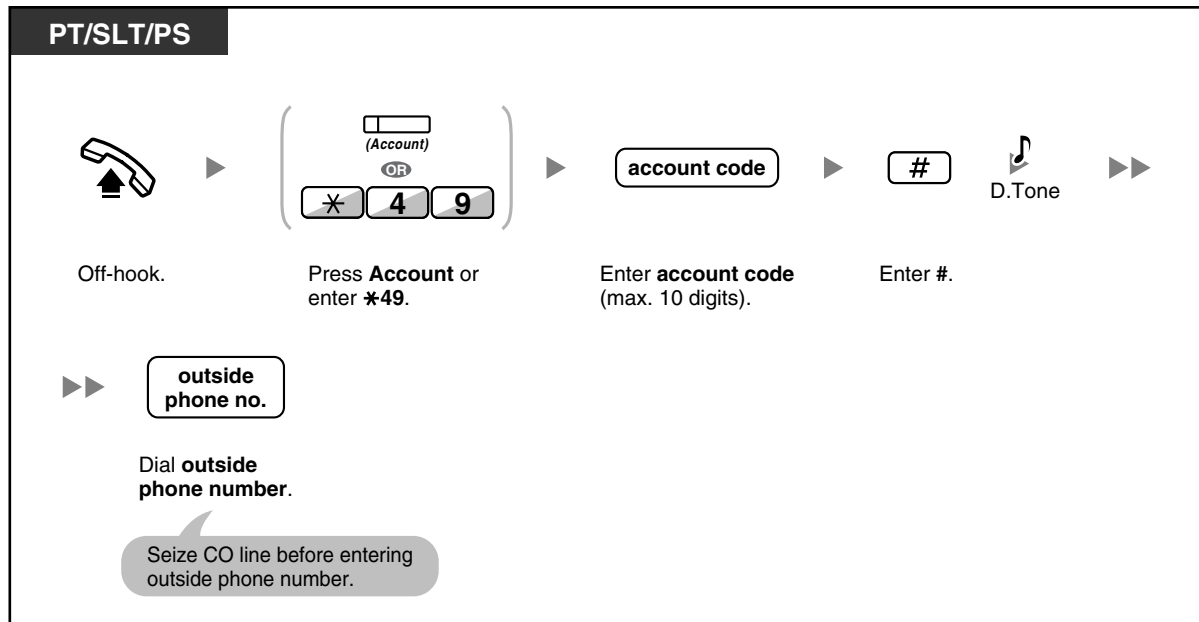 PT/SLT/PS
(Account)
OR
* 4 9
account code
#
D.Tone
Off-hook.
Press Account or
enter *49.
Enter account code
(max. 10 digits).
Enter #.
outside
phone no.
Dial outside
phone number.
Seize CO line before entering
outside phone number.